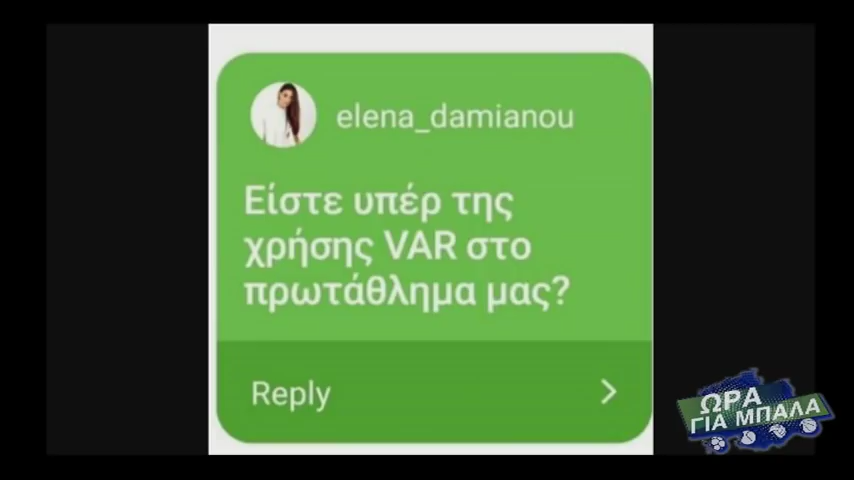 elena_damianou
Είστε υπέρ της
χρήσης VAR στο
πρωτάθλημα μας?
Reply
ΩΡΑ
ΓΙΑ ΜΠΑΛΑ